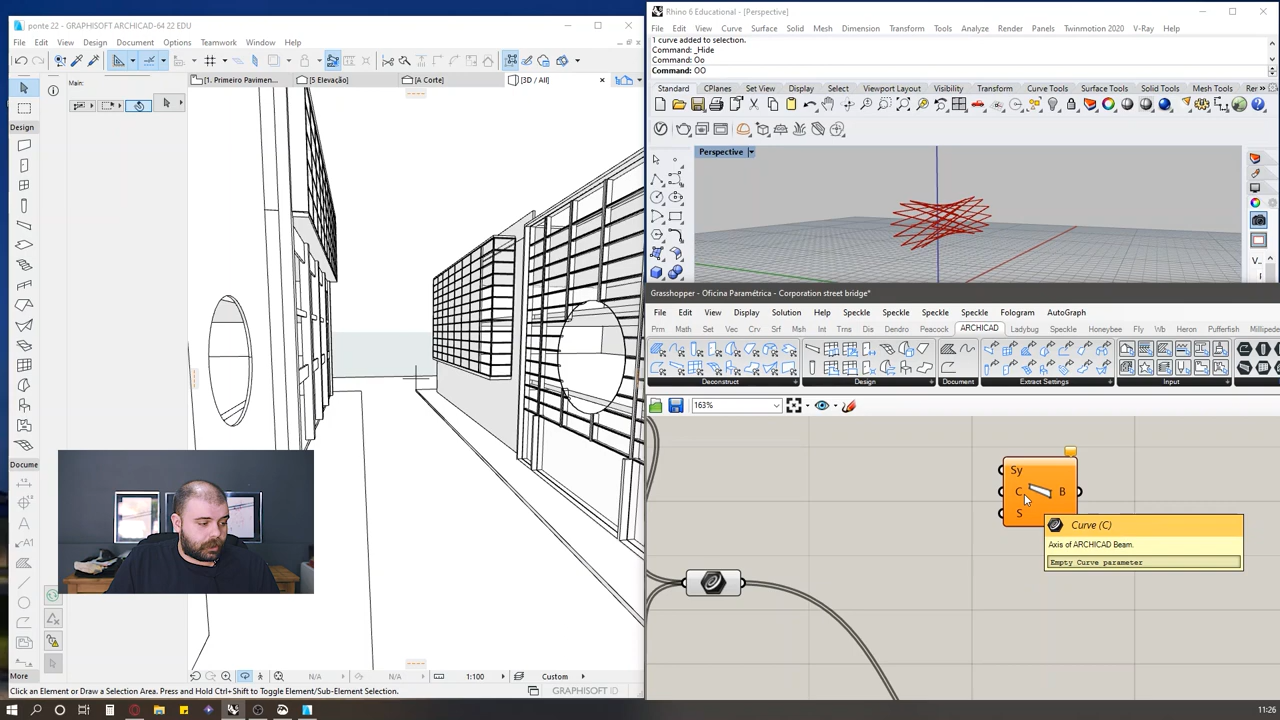 ponte 22 - GRAPHISOFT ARCHICAD-64 22 EDU
File Edit View Design Document Options Teamwork Window Help
Main:
[1. Primeiro Pavimen...
[5 Elevação]
[A Corte]
[3D / All]
Design
Docume
More
N/A
N/A
1:100
Custom
Click an Element or Draw a Selection Area. Press and Hold Ctrl+Shift to Toggle Element/Sub-Element Selection.
GRAPHISOFT ID
Rhino 6 Educational - [Perspective]
File Edit View Curve Surface Solid Mesh Dimension Transform Tools Analyze Render Panels V-Ray Twinmotion 2020 Help
1 curve added to selection.
Command: _Hide
Command: Oo
Command: OO
Standard CPlanes Set View Display Select Viewport Layout Visibility Transform Curve Tools Surface Tools Solid Tools Mesh Tools Re
Perspective
V...
Grasshopper - Oficina Paramétrica - Corporation street bridge*
File Edit View Display Solution Help Speckle Speckle Speckle Fologram AutoGraph
Prm Math Set Vec Crv Srf Msh Int Trns Dis Dendro Peacock ARCHICAD Ladybug Speckle Honeybee Fly Wb Heron Pufferfish Millipede
Deconstruct
Design
Document
Extract Settings
Input
163%
Sy
C
S
B
Curve (C)
Axis of ARCHICAD Beam.
Empty Curve parameter
11:26